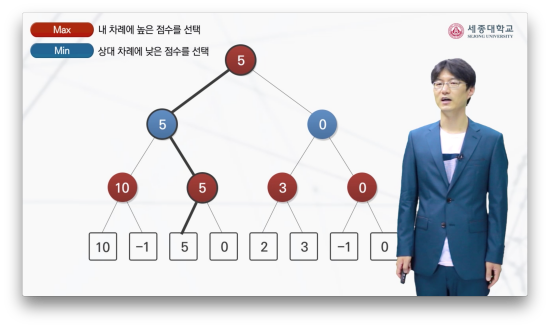 Max 내 차례에 높은 점수를 선택
Min 상대 차례에 낮은 점수를 선택
세종대학교
SEJONG UNIVERSITY
5
5 0
10 5 3 0
10 -1 5 0 2 3 -1 0